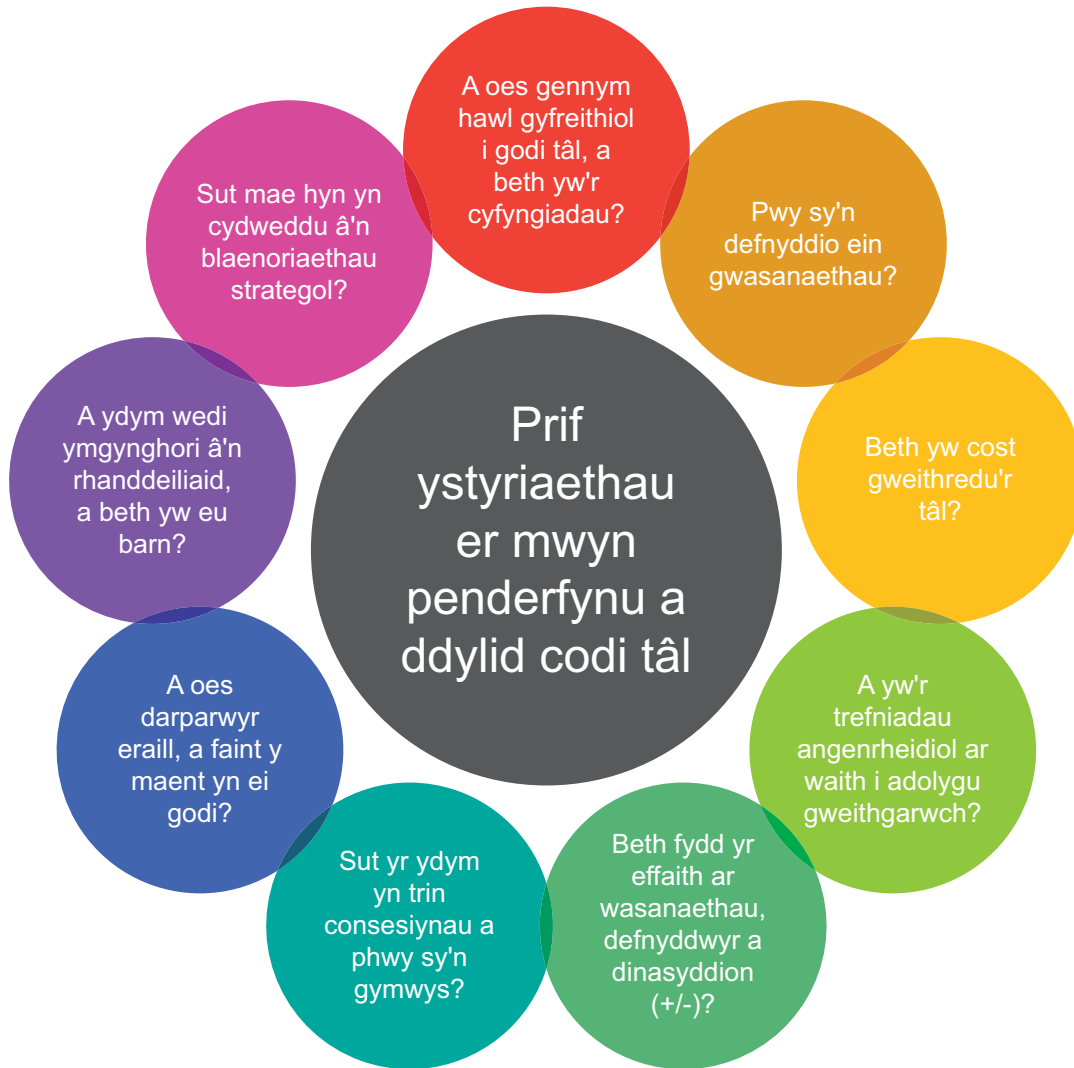 A oes gennym
hawl gyfreithiol
i godi tâl, a
beth yw'r
cyfyngiadau?
Pwy sy'n
defnyddio ein
gwasanaethau?
Beth yw cost
gweithredu'r
tâl?
A yw'r
trefniadau
angenrheidiol ar
waith i adolygu
gweithgarwch?
Beth fydd yr
effaith ar
wasanaethau,
defnyddwyr a
dinasyddion
(+/-)?
Sut yr ydym
yn trin
consesiynau a
phwy sy'n
gymwys?
A oes
darparwyr
eraill, a faint y
maent yn ei
godi?
A ydym wedi
ymgynghori â'n
rhanddeiliaid,
a beth yw eu
barn?
Sut mae hyn yn
cydweddu â'n
blaenoriaethau
strategol?
Prif
ystyriaethau
er mwyn
penderfynu a
ddylid codi tâl